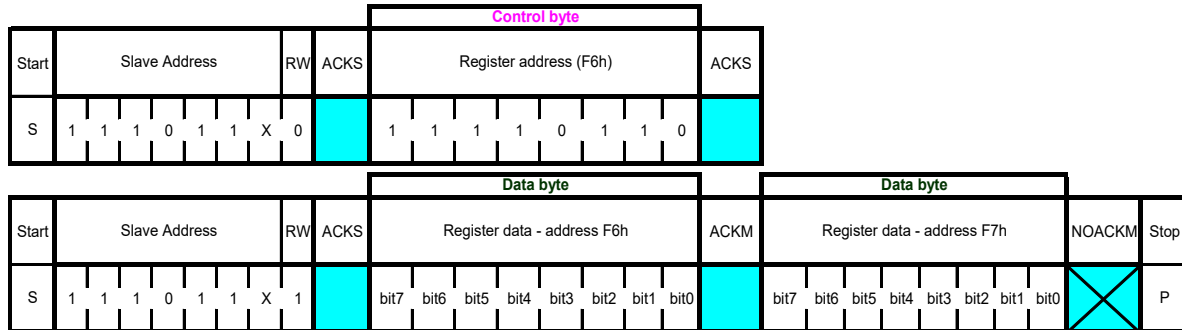 Control byte
Start Slave Address RW ACKS Register address (F6h) ACKS
S 1 1 1 0 1 1 X 0 1 1 1 1 0 1 1 0
Data byte Data byte
Start Slave Address RW ACKS Register data - address F6h ACKM Register data - address F7h NOACKM Stop
S 1 1 1 0 1 1 X 1 bit7 bit6 bit5 bit4 bit3 bit2 bit1 bit0 bit7 bit6 bit5 bit4 bit3 bit2 bit1 bit0 P